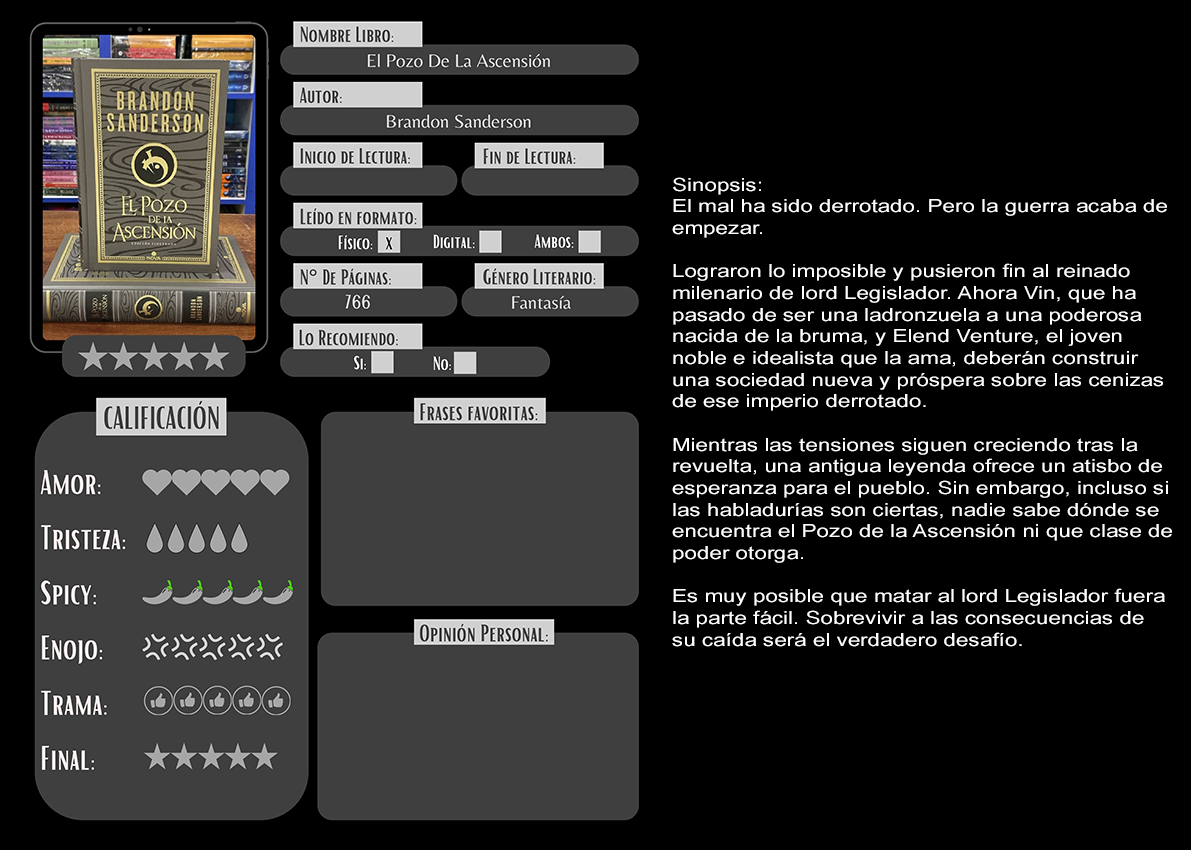 BRANDON
SANDERSON
EL POZO
DE LA
ASCENSIÓN
EL POZO
DE LA
ASCENSIÓN
BRANDON
SANDERSON
NOMBRE LIBRO:
El Pozo De La Ascensión
AUTOR:
Brandon Sanderson
INICIO DE LECTURA:
FIN DE LECTURA:
LEÍDO EN FORMATO:
FÍSICO: X DIGITAL: AMBOS:
N° DE PÁGINAS:
766
GÉNERO LITERARIO:
Fantasía
LO RECOMIENDO:
SI: NO:
CALIFICACIÓN
AMOR:
TRISTEZA:
SPICY:
ENOJO:
TRAMA:
FINAL:
FRASES FAVORITAS:
OPINIÓN PERSONAL:
Sinopsis:
El mal ha sido derrotado. Pero la guerra acaba de
empezar.
Lograron lo imposible y pusieron fin al reinado
milenario de lord Legislador. Ahora Vin, que ha
pasado de ser una ladronzuela a una poderosa
nacida de la bruma, y Elend Venture, el joven
noble e idealista que la ama, deberán construir
una sociedad nueva y próspera sobre las cenizas
de ese imperio derrotado.
Mientras las tensiones siguen creciendo tras la
revuelta, una antigua leyenda ofrece un atisbo de
esperanza para el pueblo. Sin embargo, incluso si
las habladurías son ciertas, nadie sabe dónde se
encuentra el Pozo de la Ascensión ni que clase de
poder otorga.
Es muy posible que matar al lord Legislador fuera
la parte fácil. Sobrevivir a las consecuencias de
su caída será el verdadero desafío.